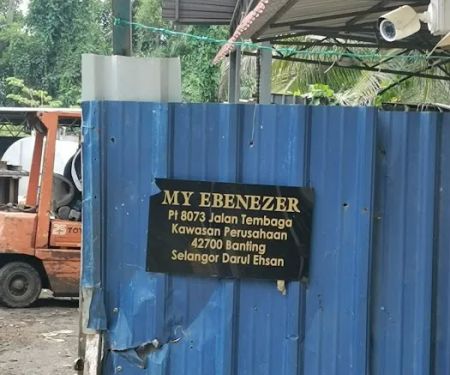 MY EBENEZER
Pt 8073 Jalan Tembaga
Kawasan Perusahaan
42700 Banting
Selangor Darul Ehsan